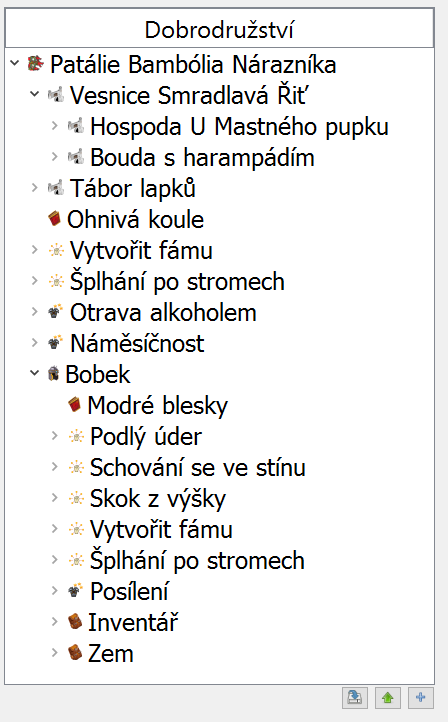 Dobrodružství
Patálie Bambólia Nárazníka
Vesnice Smradlavá Řiť
Hospoda U Mastného pupku
Bouda s harampádím
Tábor lapků
Ohnivá koule
Vytvořit fámu
Šplhání po stromech
Otrava alkoholem
Náměsíčnost
Bobek
Modré blesky
Podlý úder
Schování se ve stínu
Skok z výšky
Vytvořit fámu
Šplhání po stromech
Posílení
Inventář
Zem